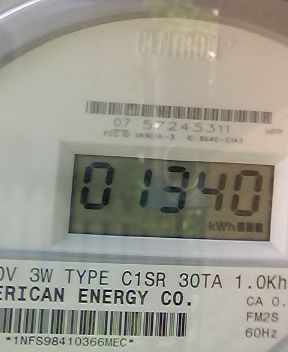 CENTRON®
07 57245311
01340
kWh
0V 3W TYPE C1SR 30TA 1.0Kh
ERICAN ENERGY CO.
CA 0.
FM2S
60Hz
*1NFS98410366MEC*